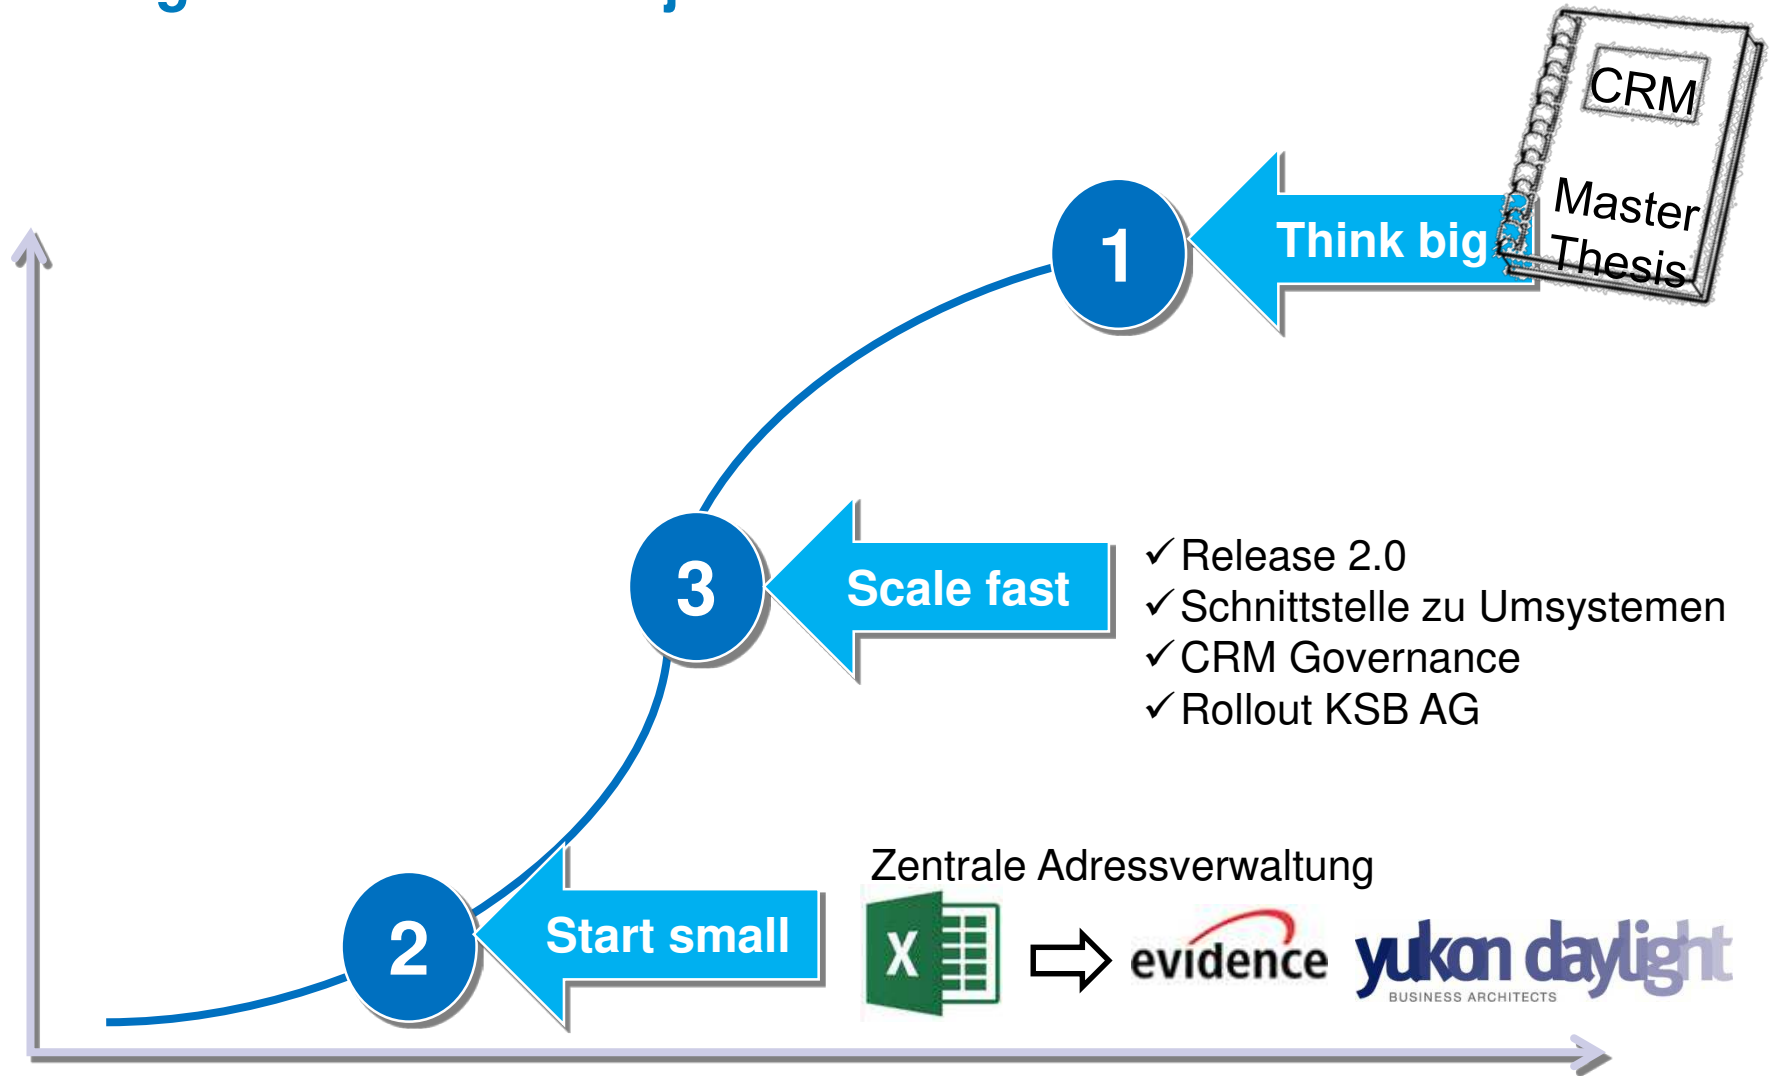 CRM
Master
Thesis
1
Think big
3
Scale fast
✓Release 2.0
✓Schnittstelle zu Umsystemen
✓CRM Governance
✓Rollout KSB AG
2
Start small
Zentrale Adressverwaltung
X
evidence
yukon daylight
BUSINESS ARCHITECTS